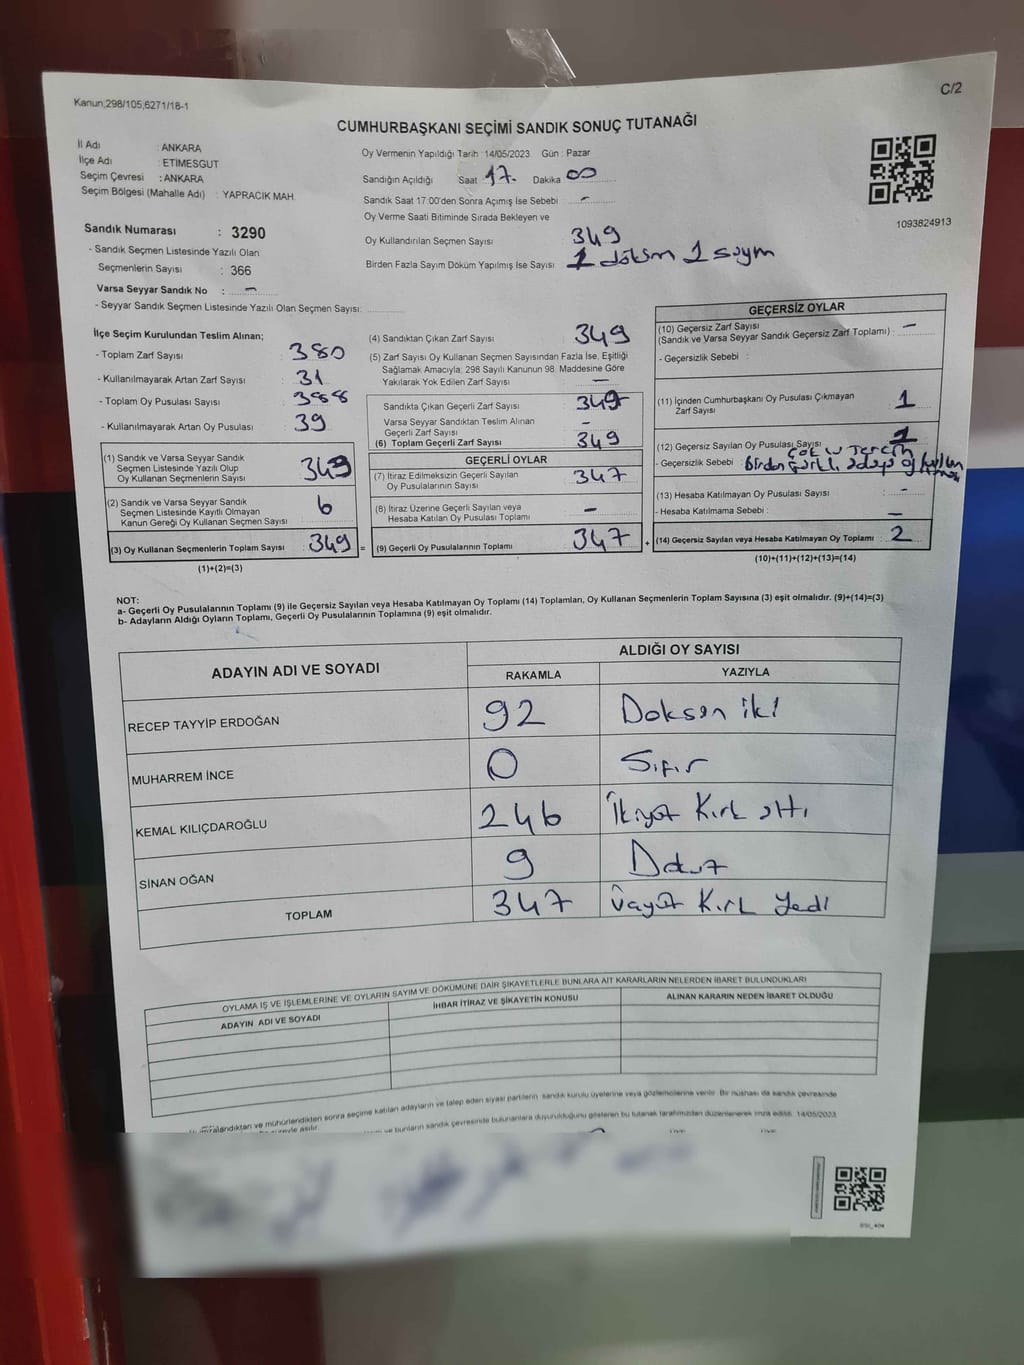 C/2
Kanun;298/105;6271/18-1
CUMHURBAŞKANI SEÇİMİ SANDIK SONUÇ TUTANAĞI
İl Adı : ANKARA
İlçe Adı : ETİMESGUT
Seçim Çevresi : ANKARA
Seçim Bölgesi (Mahalle Adı) : YAPRACIK MAH.
Sandık Numarası : 3290
- Sandık Seçmen Listesinde Yazılı Olan
Seçmenlerin Sayısı : 366
Varsa Seyyar Sandık No : -
- Seyyar Sandık Seçmen Listesinde Yazılı Olan Seçmen Sayısı:
Oy Vermenin Yapıldığı Tarih :14/05/2023 Gün : Pazar
Sandığın Açıldığı Saat 17. Dakika 00
Sandık Saat 17:00'den Sonra Açımış İse Sebebi : -
Oy Verme Saati Bitiminde Sırada Bekleyen ve
Oy Kullandırılan Seçmen Sayısı 349
Birden Fazla Sayım Döküm Yapılmış İse Sayısı 1 döküm 1 sayım
1093824913
İlçe Seçim Kurulundan Teslim Alınan;
- Toplam Zarf Sayısı : 380
- Kullanılmayarak Artan Zarf Sayısı : 31
- Toplam Oy Pusulası Sayısı : 388
- Kullanılmayarak Artan Oy Pusulası : 39
(1) Sandık ve Varsa Seyyar Sandık
Seçmen Listesinde Yazılı Olup
Oy Kullanan Seçmenlerin Sayısı 349
(2) Sandık ve Varsa Seyyar Sandık
Seçmen Listesinde Kayıtlı Olmayan
Kanun Gereği Oy Kullanan Seçmen Sayısı 6
(3) Oy Kullanan Seçmenlerin Toplam Sayısı : 349 =
(1)+(2)=(3)
(4) Sandıktan Çıkan Zarf Sayısı : 349
(5) Zarf Sayısı Oy Kullanan Seçmen Sayısından Fazla İse, Eşitliği
Sağlamak Amacıyla; 298 Sayılı Kanunun 98. Maddesine Göre
Yakılarak Yok Edilen Zarf Sayısı : -
Sandıkta Çıkan Geçerli Zarf Sayısı : 349
Varsa Seyyar Sandıktan Teslim Alınan
Geçerli Zarf Sayısı : -
(6) Toplam Geçerli Zarf Sayısı : 349
GEÇERLİ OYLAR
(7) İtiraz Edilmeksizin Geçerli Sayılan
Oy Pusulalarının Sayısı : 347
(8) İtiraz Üzerine Geçerli Sayılan veya
Hesaba Katılan Oy Pusulası Toplamı : -
(9) Geçerli Oy Pusulalarının Toplamı : 347 +
GEÇERSİZ OYLAR
(10) Geçersiz Zarf Sayısı
(Sandık ve Varsa Seyyar Sandık Geçersiz Zarf Toplamı) : -
- Geçersizlik Sebebi :
(11) İçinden Cumhurbaşkanı Oy Pusulası Çıkmayan
Zarf Sayısı : 1
(12) Geçersiz Sayılan Oy Pusulası Sayısı : 1
- Geçersizlik Sebebi :
(13) Hesaba Katılmayan Oy Pusulası Sayısı : -
- Hesaba Katılmama Sebebi : -
(14) Geçersiz Sayılan veya Hesaba Katılmayan Oy Toplamı : 2
(10)+(11)+(12)+(13)=(14)
NOT:
a- Geçerli Oy Pusulalarının Toplamı (9) ile Geçersiz Sayılan veya Hesaba Katılmayan Oy Toplamı (14) Toplamları, Oy Kullanan Seçmenlerin Toplam Sayısına (3) eşit olmalıdır. (9)+(14)=(3)
b- Adayların Aldığı Oyların Toplamı, Geçerli Oy Pusulalarının Toplamına (9) eşit olmalıdır.
ADAYIN ADI VE SOYADI
ALDIĞI OY SAYISI
RAKAMLA YAZIYLA
RECEP TAYYİP ERDOĞAN 92 Doksan iki
MUHARREM İNCE 0 Sıfır
KEMAL KILIÇDAROĞLU 246 İkiyüz Kırk altı
SİNAN OĞAN 9 Dokuz
TOPLAM 347 Üçyüz Kırk Yedi
OYLAMA İŞ VE İŞLEMLERİNE VE OYLARIN SAYIM VE DÖKÜMÜNE DAİR ŞİKAYETLERLE BUNLARA AİT KARARLARIN NELERDEN İBARET BULUNDUKLARI
ADAYIN ADI VE SOYADI İHBAR İTİRAZ VE ŞİKAYETİN KONUSU ALINAN KARARIN NEDEN İBARET OLDUĞU
ve mühürlendikten sonra seçime katılan adayların ve talep eden siyasi partilerin sandık kurulu üyelerine veya gözlemcilerine verilir. Bir nüshası da sandık çevresinde
ve bunların sandık çevresinde bulunanlara duyurulduğunu gösteren bu tutanak tarafımızdan düzenlenerek imza edildi. 14/05/2023